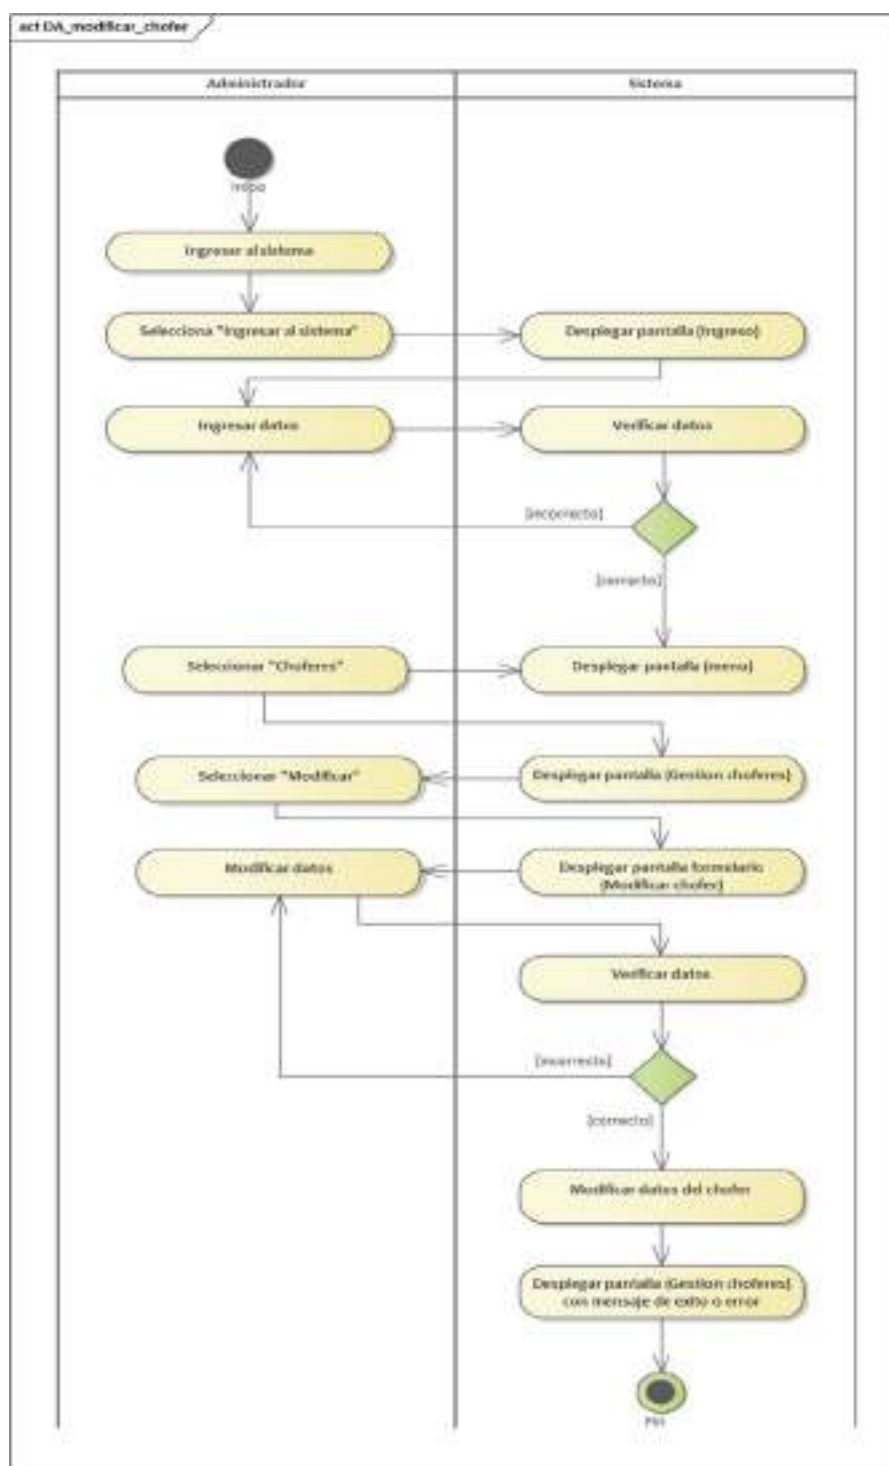 act DA_modificar_chofer
Administrador
Sistema
Inicio
Ingresar al sistema
Selecciona "Ingresar al sistema"
Desplegar pantalla (Ingreso)
Ingresar datos
Verificar datos
[incorrecto]
[correcto]
Seleccionar "Choferes"
Desplegar pantalla (menu)
Seleccionar "Modificar"
Desplegar pantalla (Gestion choferes)
Modificar datos
Desplegar pantalla formulario
(Modificar chofer)
Verificar datos
[incorrecto]
[correcto]
Modificar datos del chofer
Desplegar pantalla (Gestion choferes)
con mensaje de exito o error
Fin